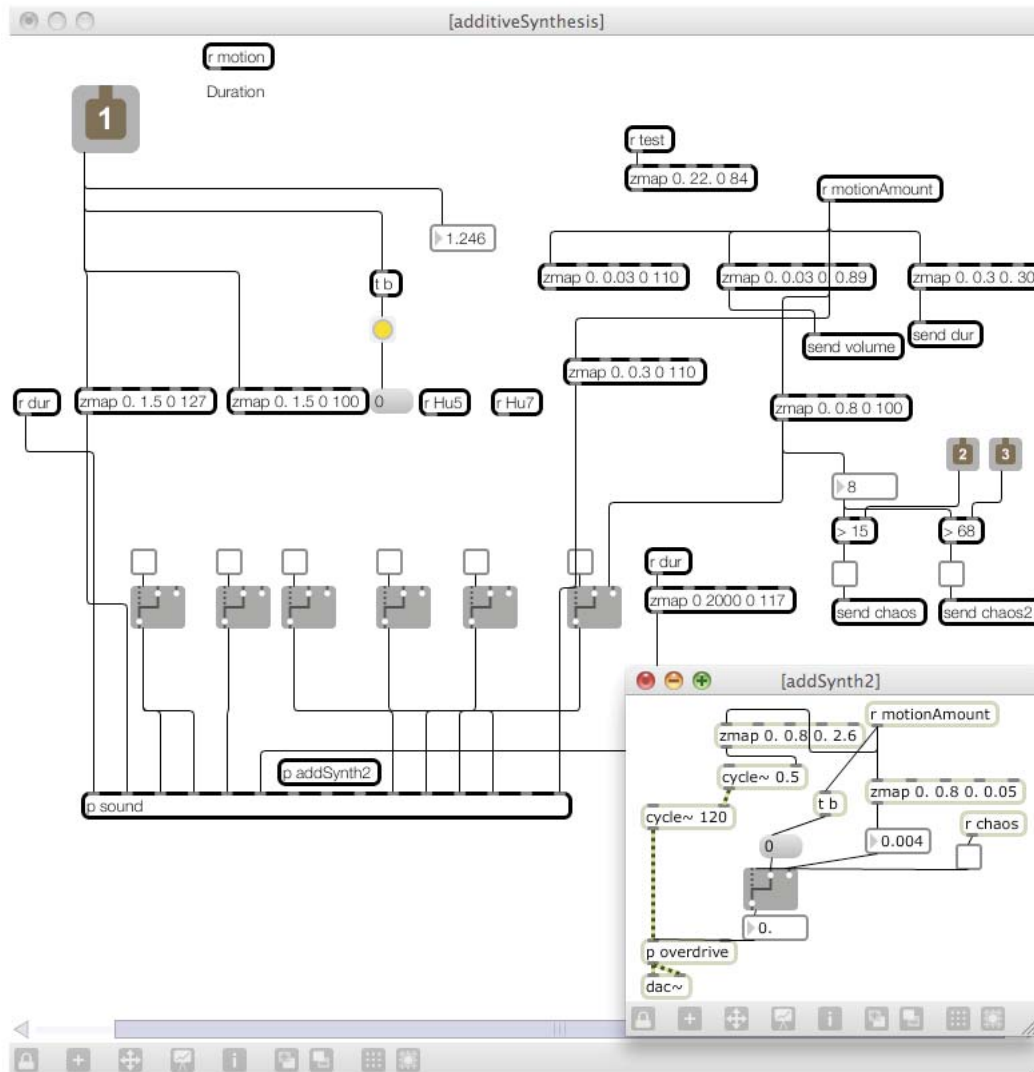 [additiveSynthesis]
r motion
Duration
1
r test
zmap 0. 22. 0 84
r motionAmount
1.246
zmap 0. 0.03 0 110
zmap 0. 0.03 0. 0.89
zmap 0. 0.3 0. 30
t b
send volume
send dur
zmap 0. 0.3 0 110
r dur
zmap 0. 1.5 0 127
zmap 0. 1.5 0 100
0
r Hu5
r Hu7
zmap 0. 0.8 0 100
2
3
8
> 15
> 68
r dur
zmap 0 2000 0 117
send chaos
send chaos2
p addSynth2
p sound
[addSynth2]
r motionAmount
zmap 0. 0.8 0. 2.6
cycle~ 0.5
zmap 0. 0.8 0. 0.05
t b
cycle~ 120
r chaos
0
0.004
0.
p overdrive
dac~